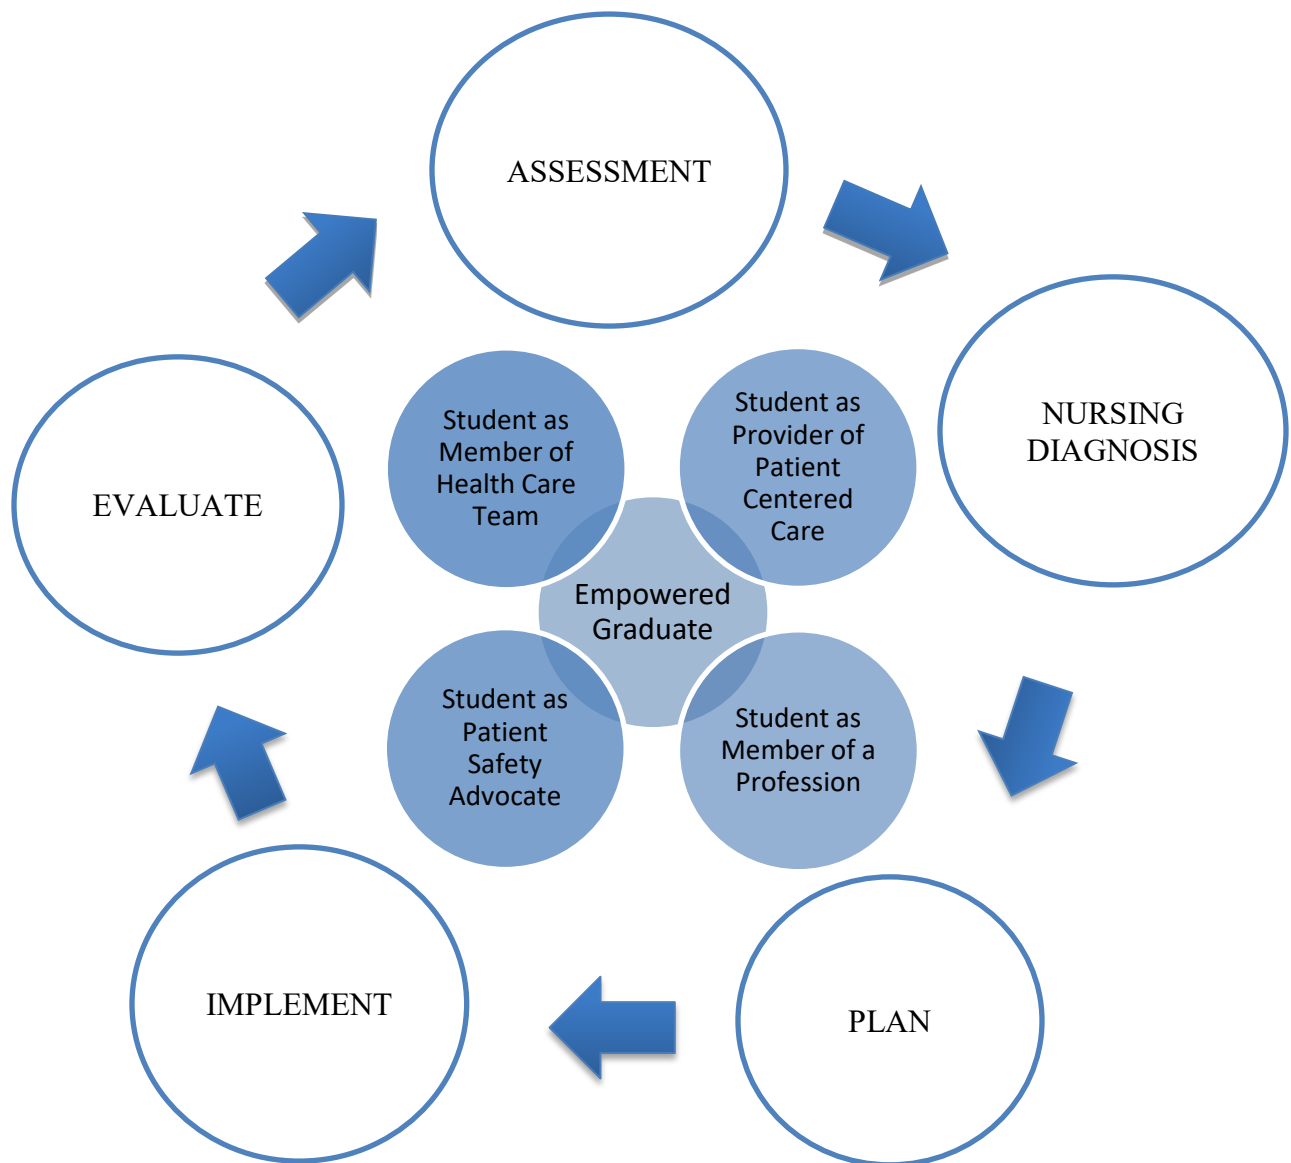 ASSESSMENT
NURSING
DIAGNOSIS
PLAN
IMPLEMENT
EVALUATE
Student as
Member of
Health Care
Team
Student as
Provider of
Patient
Centered
Care
Empowered
Graduate
Student as
Patient
Safety
Advocate
Student as
Member of a
Profession